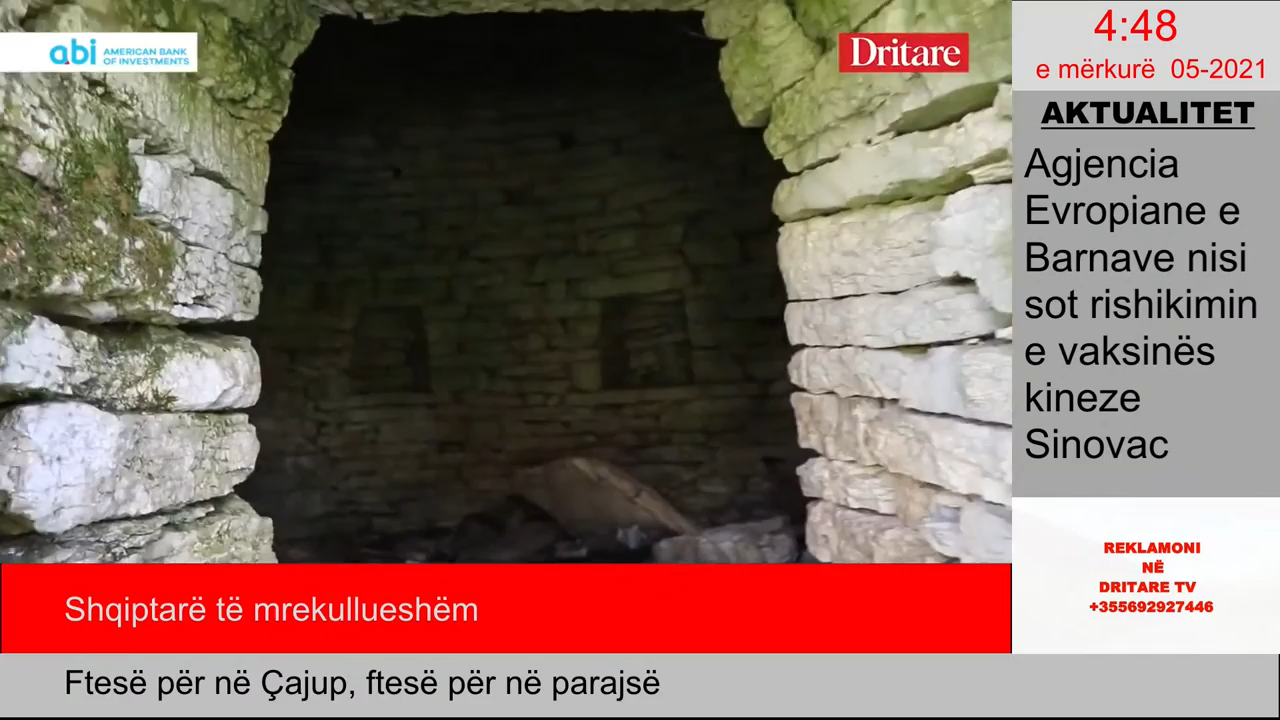 abi AMERICAN BANK
OF INVESTMENTS
Dritare
4:48
e mërkurë 05-2021
AKTUALITET
Agjencia
Evropiane e
Barnave nisi
sot rishikimin
e vaksinës
kineze
Sinovac
REKLAMONI
NË
DRITARE TV
+355692927446
Shqiptarë të mrekullueshëm
Ftesë për në Çajup, ftesë për në parajsë